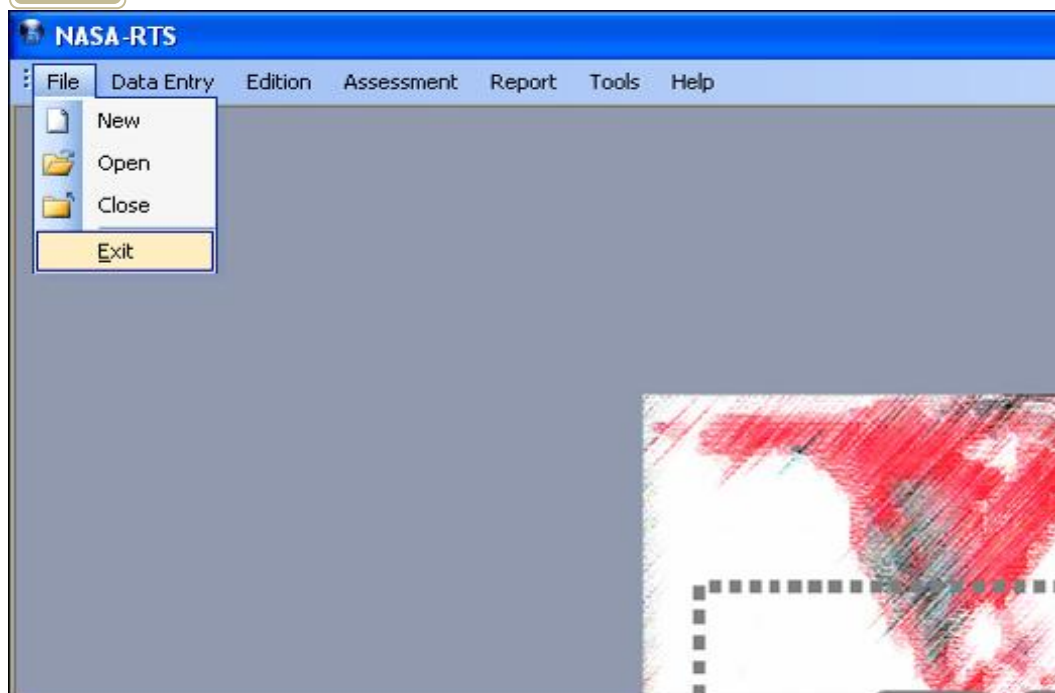 NASA-RTS
File Data Entry Edition Assessment Report Tools Help
New
Open
Close
Exit